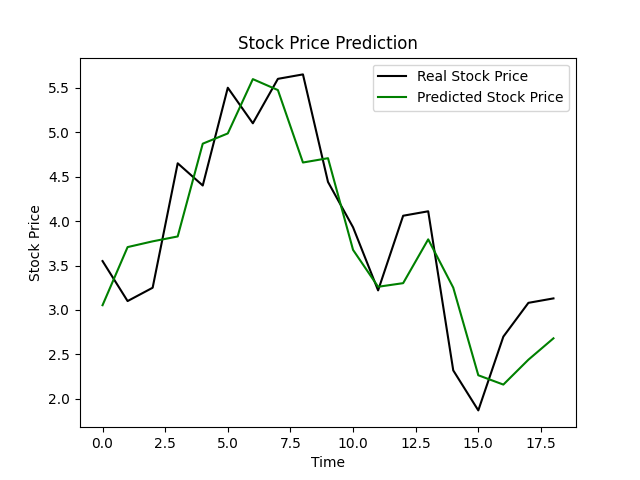 Stock Price Prediction
Real Stock Price
Predicted Stock Price
Stock Price
5.5
5.0
4.5
4.0
3.5
3.0
2.5
2.0
0.0 2.5 5.0 7.5 10.0 12.5 15.0 17.5
Time